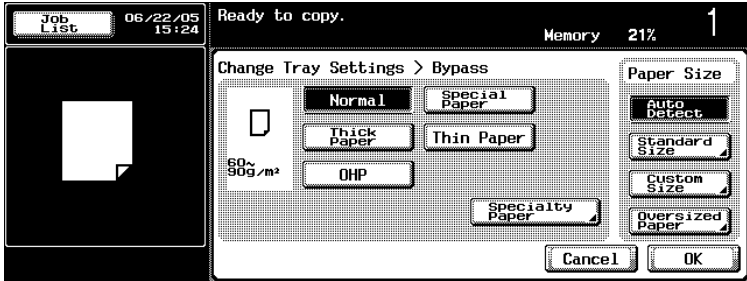 Job
List
06/22/05
15:24
Ready to copy.
Memory 21%
1
Change Tray Settings > Bypass
Normal
Special
Paper
Thick
Paper
Thin Paper
60~
90g/m²
OHP
Specialty
Paper
Paper Size
Auto
Detect
Standard
Size
Custom
Size
Oversized
Paper
Cancel
OK